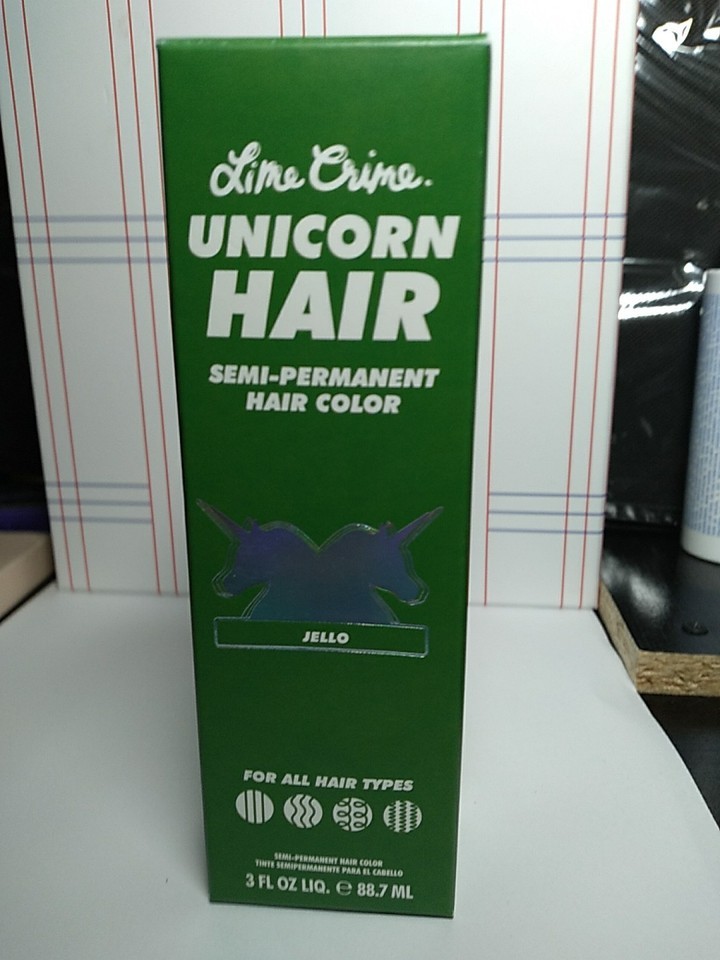 Lime Crime.
UNICORN
HAIR
SEMI-PERMANENT
HAIR COLOR
JELLO
FOR ALL HAIR TYPES
SEMI-PERMANENT HAIR COLOR
TINTE SEMIPERMANENTE PARA EL CABELLO
3 FL OZ LIQ. ℮ 88.7 ML